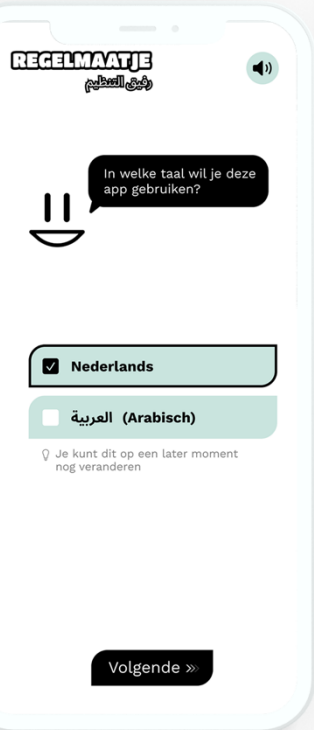 REGELMAATJE
رفيق التنظيم
In welke taal wil je deze
app gebruiken?
Nederlands
العربية (Arabisch)
Je kunt dit op een later moment
nog veranderen
Volgende »